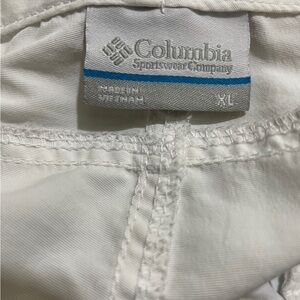 Columbia
Sportswear Company
MADE IN
VIETNAM
XL